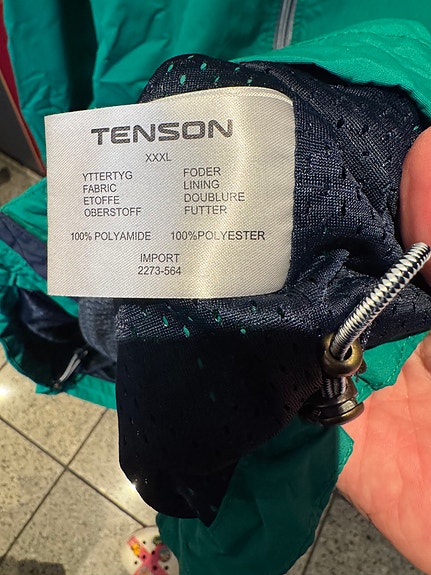 TENSON
XXXL
YTTERTYG FODER
FABRIC LINING
ETOFFE DOUBLURE
OBERSTOFF FUTTER
100% POLYAMIDE 100%POLYESTER
IMPORT
2273-564